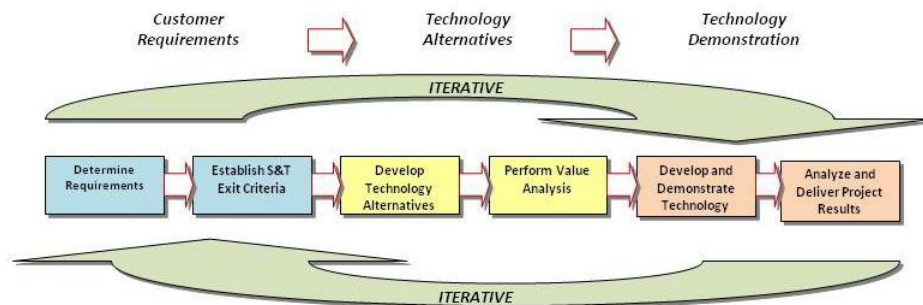 Customer
Requirements
Technology
Alternatives
Technology
Demonstration
ITERATIVE
Determine
Requirements
Establish S&T
Exit Criteria
Develop
Technology
Alternatives
Perform Value
Analysis
Develop and
Demonstrate
Technology
Analyze and
Deliver Project
Results
ITERATIVE